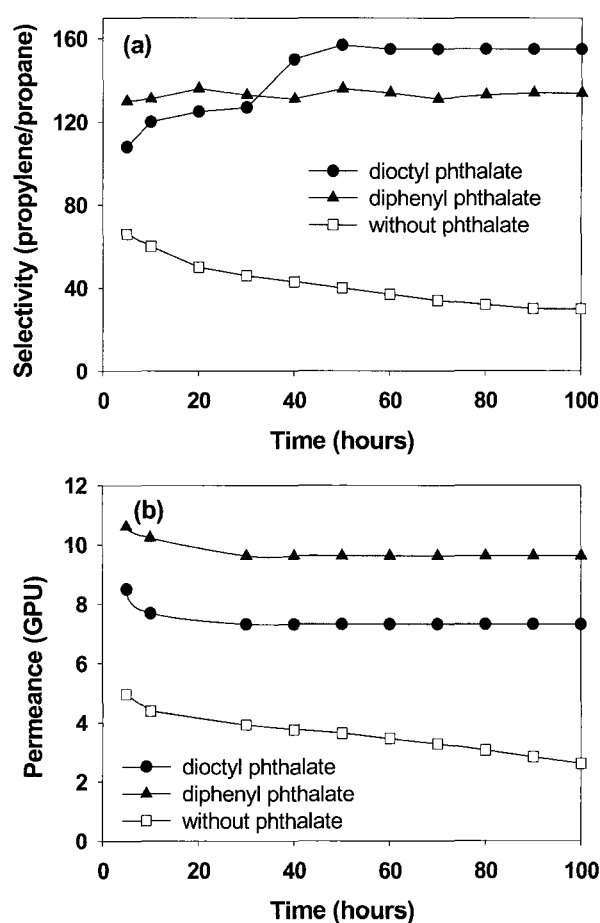 (a)
Selectivity (propylene/propane)
160
120
80
40
0
dioctyl phthalate
diphenyl phthalate
without phthalate
0 20 40 60 80 100
Time (hours)
(b)
Permeance (GPU)
12
10
8
6
4
2
0
dioctyl phthalate
diphenyl phthalate
without phthalate
0 20 40 60 80 100
Time (hours)